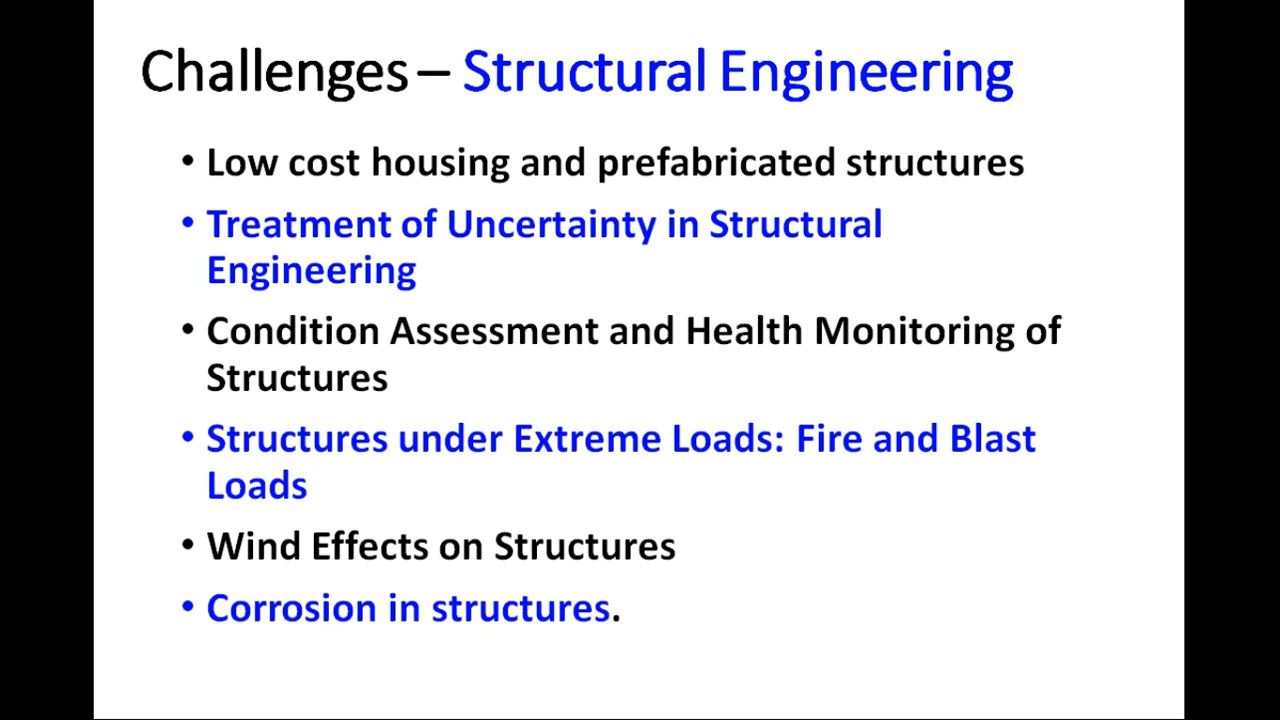 Challenges – Structural Engineering
• Low cost housing and prefabricated structures
• Treatment of Uncertainty in Structural
Engineering
• Condition Assessment and Health Monitoring of
Structures
• Structures under Extreme Loads: Fire and Blast
Loads
• Wind Effects on Structures
• Corrosion in structures.